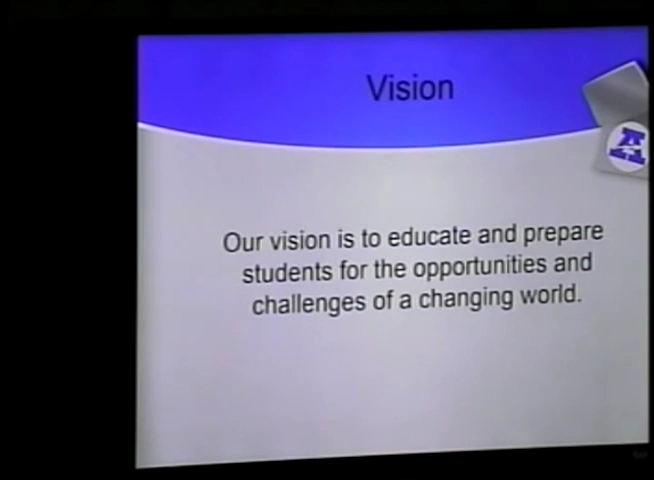 Vision
A
Our vision is to educate and prepare
students for the opportunities and
challenges of a changing world.